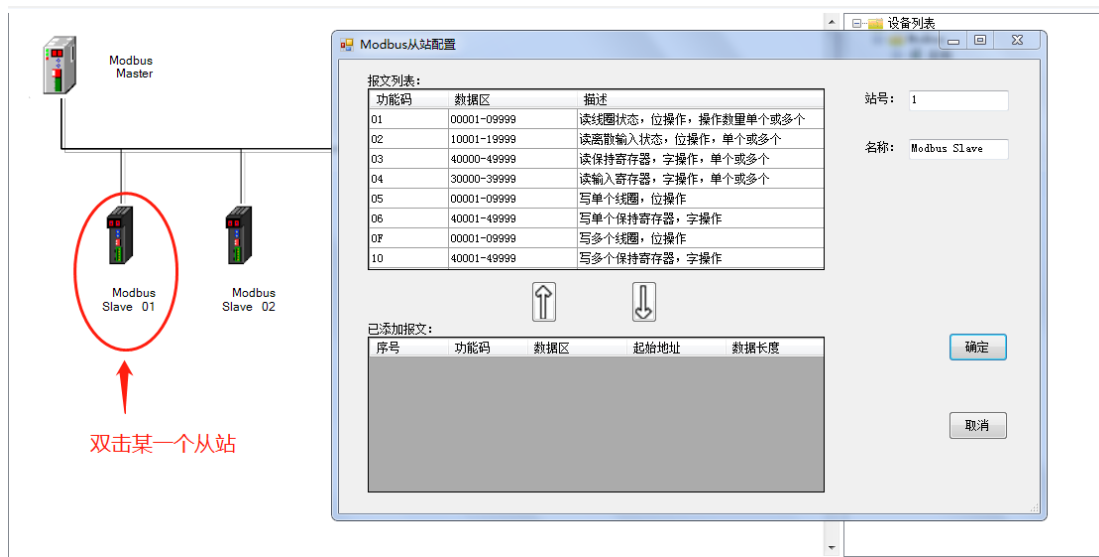 设备列表
Modbus
Master
Modbus从站配置
报文列表：
功能码 数据区 描述
01 00001-09999 读线圈状态，位操作，操作数量单个或多个
02 10001-19999 读离散输入状态，位操作，单个或多个
03 40000-49999 读保持寄存器，字操作，单个或多个
04 30000-39999 读输入寄存器，字操作，单个或多个
05 00001-09999 写单个线圈，位操作
06 40001-49999 写单个保持寄存器，字操作
0F 00001-09999 写多个线圈，位操作
10 40001-49999 写多个保持寄存器，字操作
站号： 1
名称： Modbus Slave
Modbus
Slave 01
Modbus
Slave 02
已添加报文：
序号 功能码 数据区 起始地址 数据长度
确定
取消
双击某一个从站